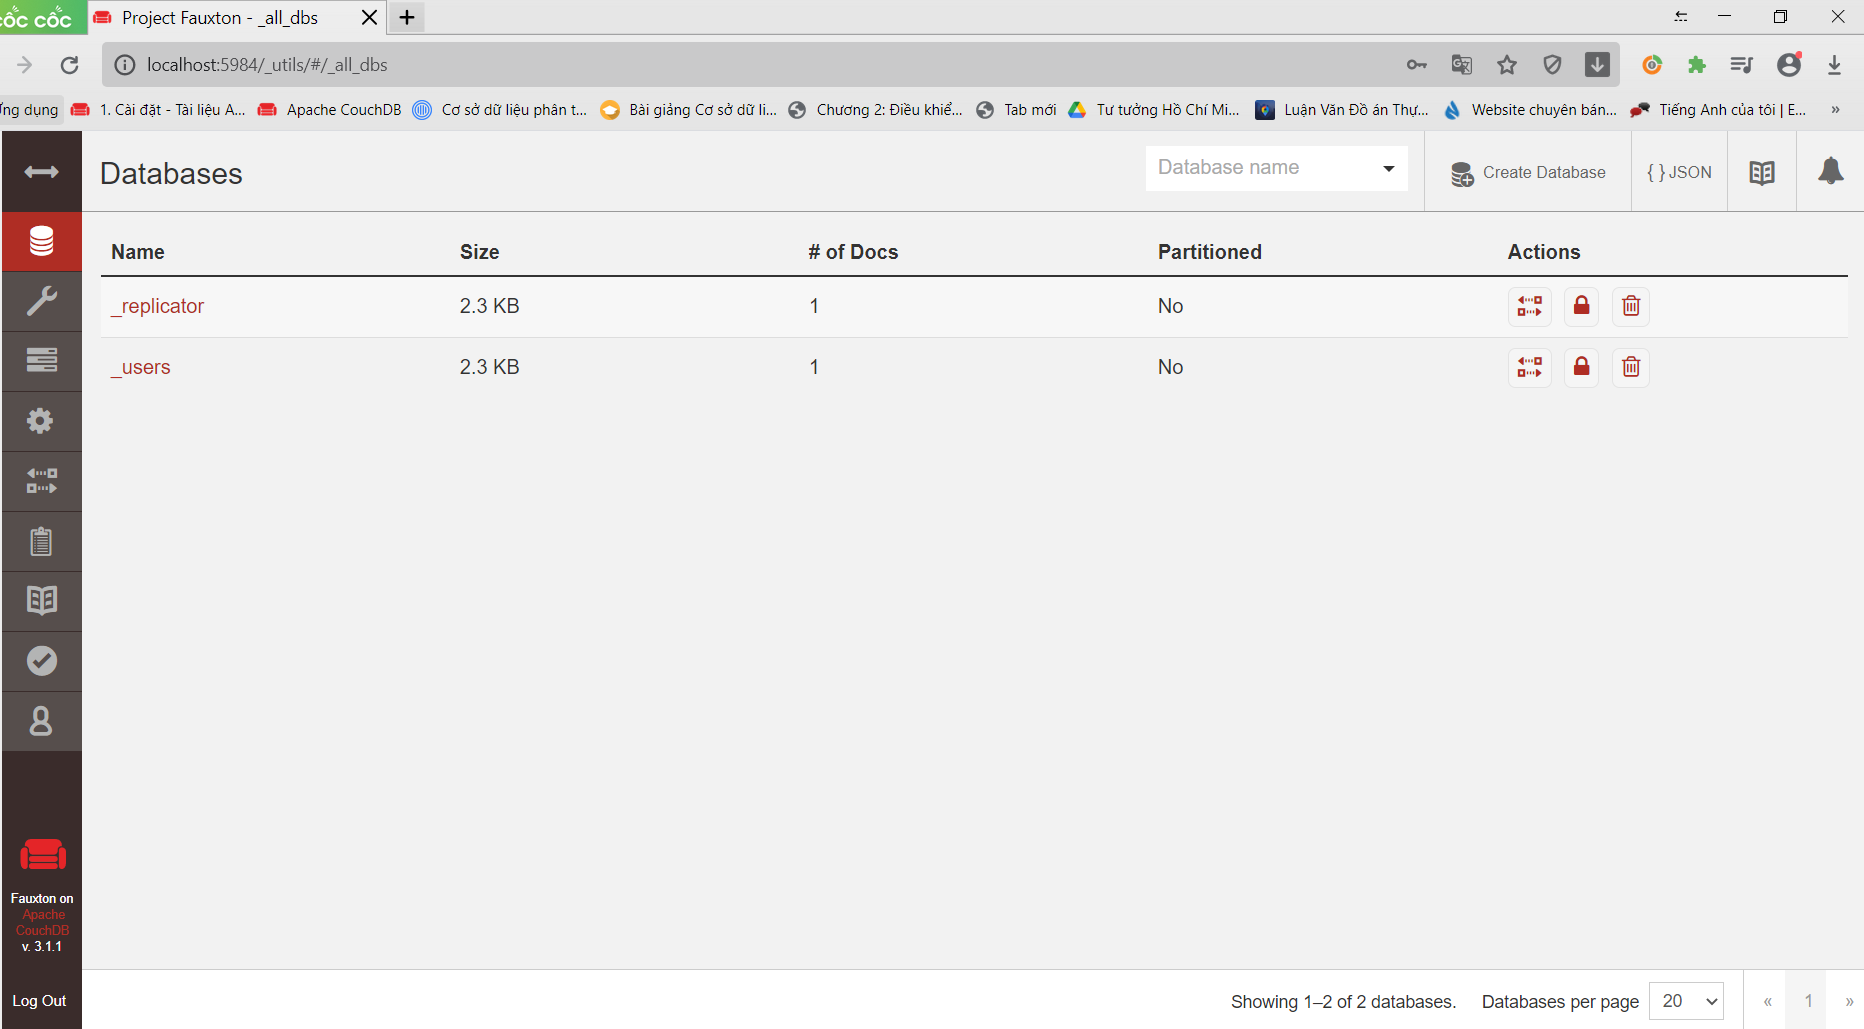 cốc cốc
Project Fauxton - _all_dbs
localhost:5984/_utils/#/_all_dbs
1. Cài đặt - Tài liệu A...
Apache CouchDB
Cơ sở dữ liệu phân t...
Bài giảng Cơ sở dữ li...
Chương 2: Điều khiể...
Tab mới
Tư tưởng Hồ Chí Mi...
Luận Văn Đồ án Thự...
Website chuyên bán...
Tiếng Anh của tôi | E...
»
Databases
Database name
Create Database
{ } JSON
Name Size # of Docs Partitioned Actions
_replicator 2.3 KB 1 No
_users 2.3 KB 1 No
Fauxton on
Apache
CouchDB
v. 3.1.1
Log Out
Showing 1–2 of 2 databases.
Databases per page 20
« 1 »